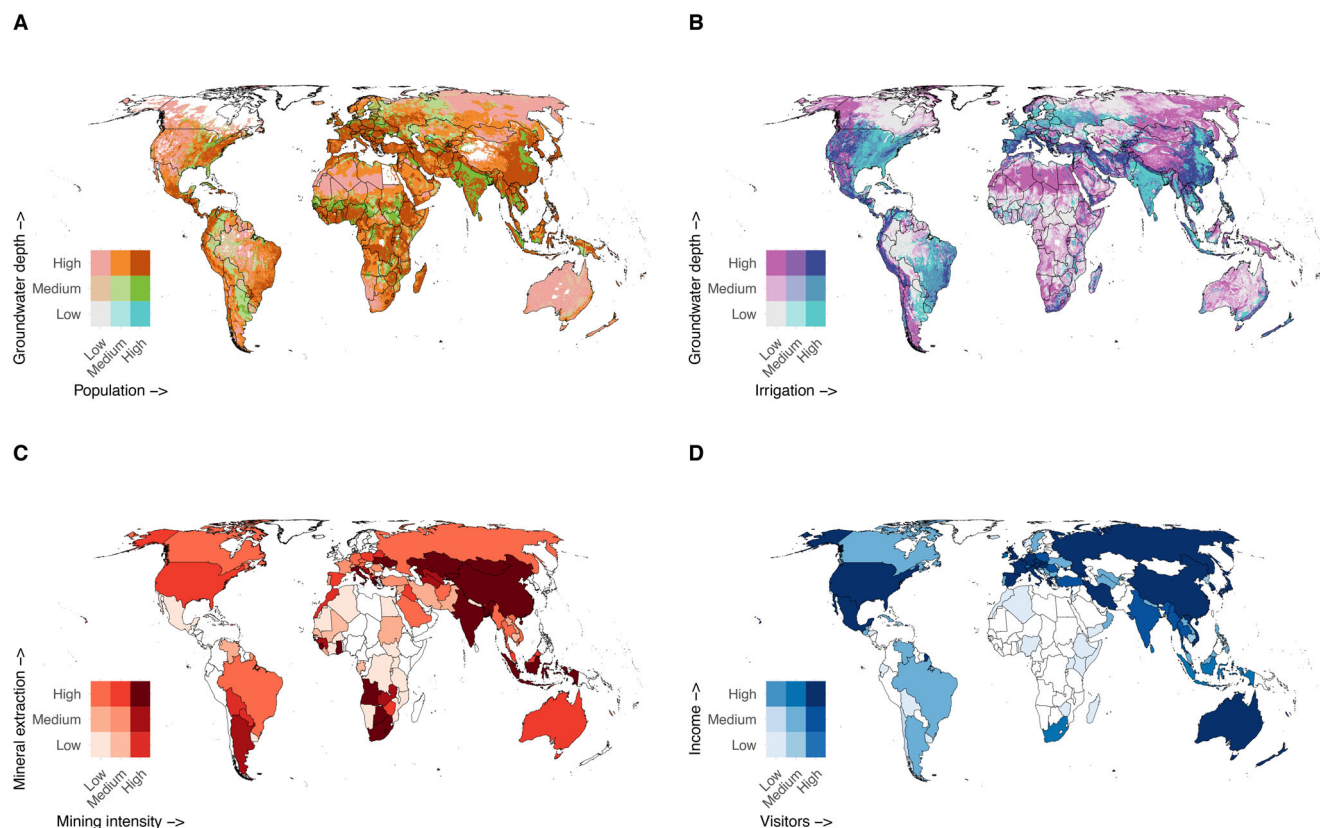 A
B
Groundwater depth –>
High
Medium
Low
Low
Medium
High
Population –>
Groundwater depth –>
High
Medium
Low
Low
Medium
High
Irrigation –>
C
D
Mineral extraction –>
High
Medium
Low
Low
Medium
High
Mining intensity –>
Income –>
High
Medium
Low
Low
Medium
High
Visitors –>